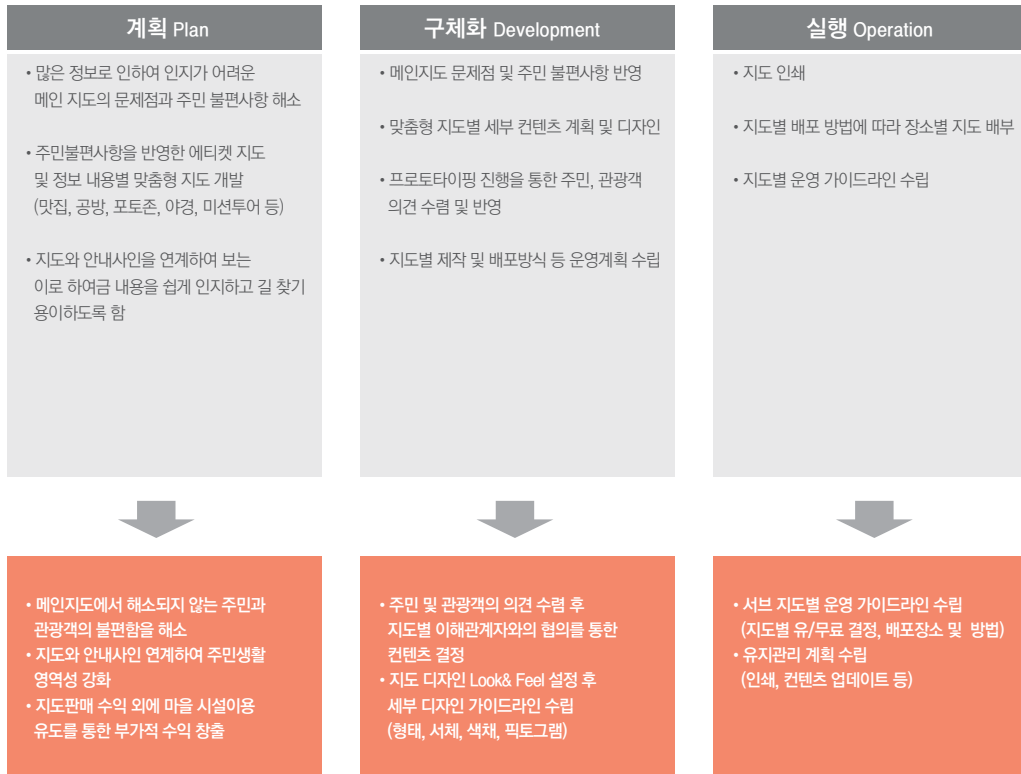 계획 Plan
• 많은 정보로 인하여 인지가 어려운
메인 지도의 문제점과 주민 불편사항 해소
• 주민불편사항을 반영한 에티켓 지도
및 정보 내용별 맞춤형 지도 개발
(맛집, 공방, 포토존, 야경, 미션투어 등)
• 지도와 안내사인을 연계하여 보는
이로 하여금 내용을 쉽게 인지하고 길 찾기
용이하도록 함
구체화 Development
• 메인지도 문제점 및 주민 불편사항 반영
• 맞춤형 지도별 세부 컨텐츠 계획 및 디자인
• 프로토타이핑 진행을 통한 주민, 관광객
의견 수렴 및 반영
• 지도별 제작 및 배포방식 등 운영계획 수립
실행 Operation
• 지도 인쇄
• 지도별 배포 방법에 따라 장소별 지도 배부
• 지도별 운영 가이드라인 수립
• 메인지도에서 해소되지 않는 주민과
관광객의 불편함을 해소
• 지도와 안내사인 연계하여 주민생활
영역성 강화
• 지도판매 수익 외에 마을 시설이용
유도를 통한 부가적 수익 창출
• 주민 및 관광객의 의견 수렴 후
지도별 이해관계자와의 협의를 통한
컨텐츠 결정
• 지도 디자인 Look& Feel 설정 후
세부 디자인 가이드라인 수립
(형태, 서체, 색채, 픽토그램)
• 서브 지도별 운영 가이드라인 수립
(지도별 유/무료 결정, 배포장소 및 방법)
• 유지관리 계획 수립
(인쇄, 컨텐츠 업데이트 등)